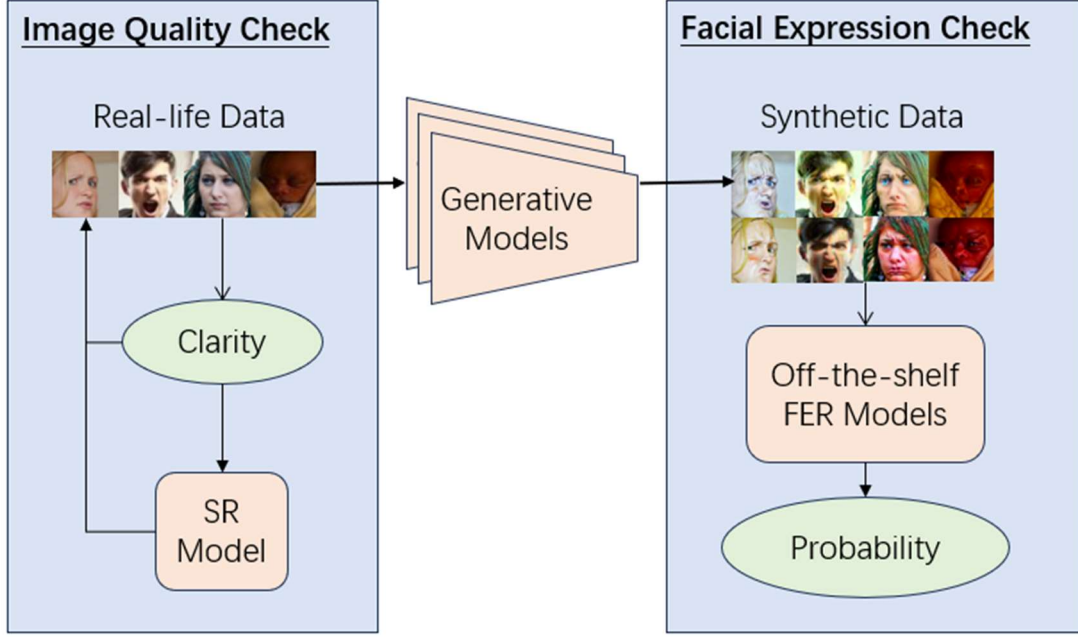 Image Quality Check
Real-life Data
Clarity
SR
Model
Generative
Models
Facial Expression Check
Synthetic Data
Off-the-shelf
FER Models
Probability